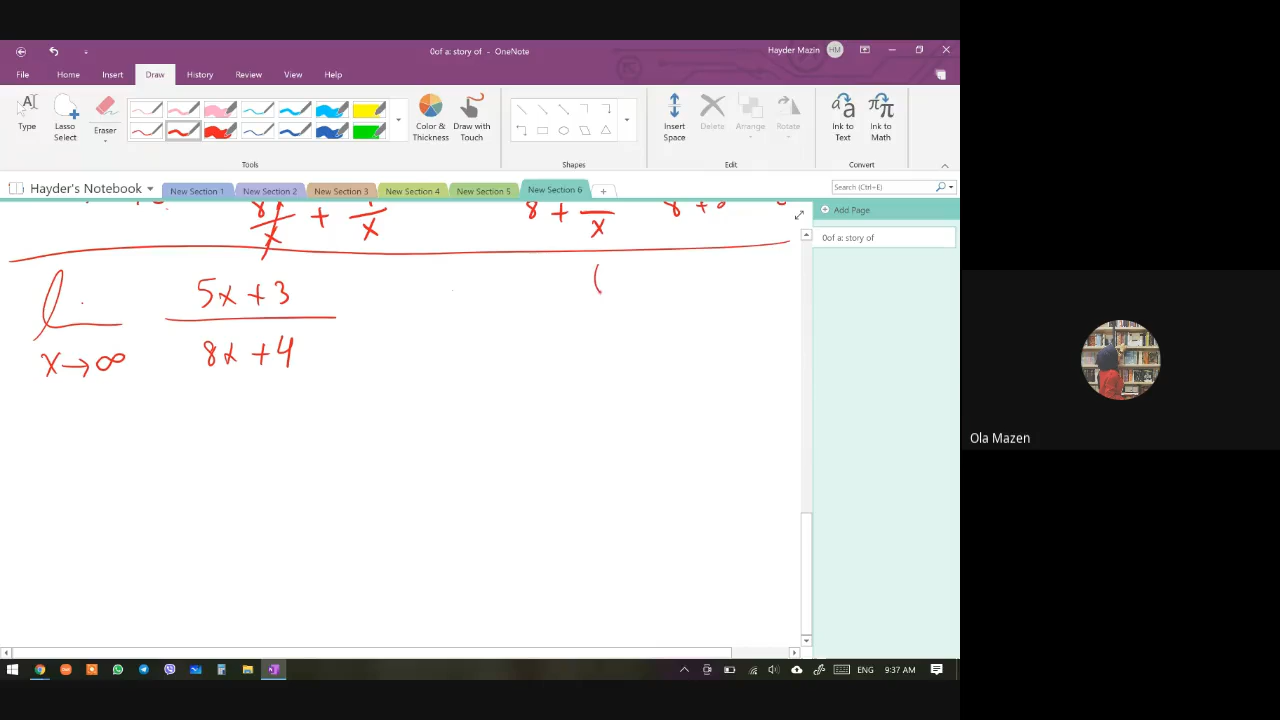 0of a: story of - OneNote
Hayder Mazin HM
File Home Insert Draw History Review View Help
Type
Lasso Select
Eraser
Color & Thickness
Draw with Touch
Insert Space
Delete
Arrange
Rotate
Ink to Text
Ink to Math
Tools Shapes Edit Convert
Hayder's Notebook New Section 1 New Section 2 New Section 3 New Section 4 New Section 5 New Section 6
Search (Ctrl+E)
Add Page
0of a: story of
5x + 3
8x + 4
x → ∞
Ola Mazen
ENG 9:37 AM